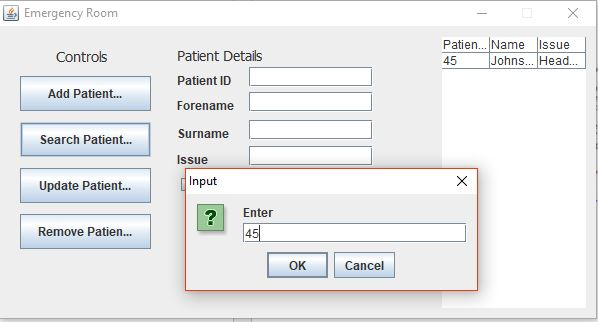 Emergency Room
Controls
Add Patient...
Search Patient...
Update Patient...
Remove Patien...
Patient Details
Patient ID
Forename
Surname
Issue
Patien... Name Issue
45 Johns... Head...
Input
?
Enter
45
OK Cancel